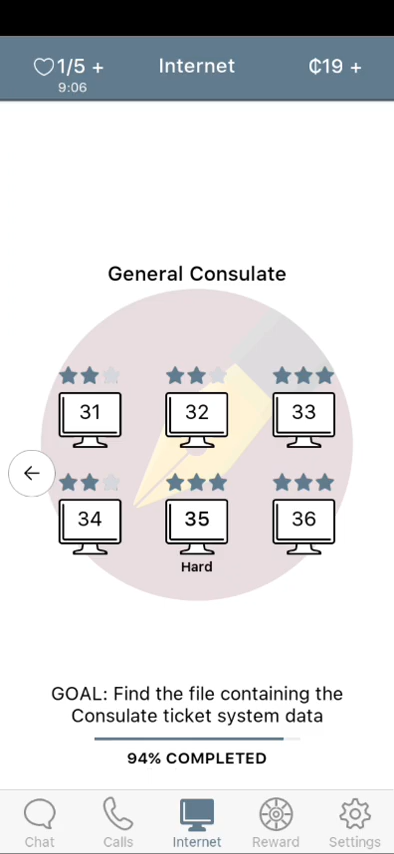 1/5 +
Internet
₵19 +
9:06
General Consulate
31
32
33
34
35
36
Hard
GOAL: Find the file containing the
Consulate ticket system data
94% COMPLETED
Chat
Calls
Internet
Reward
Settings